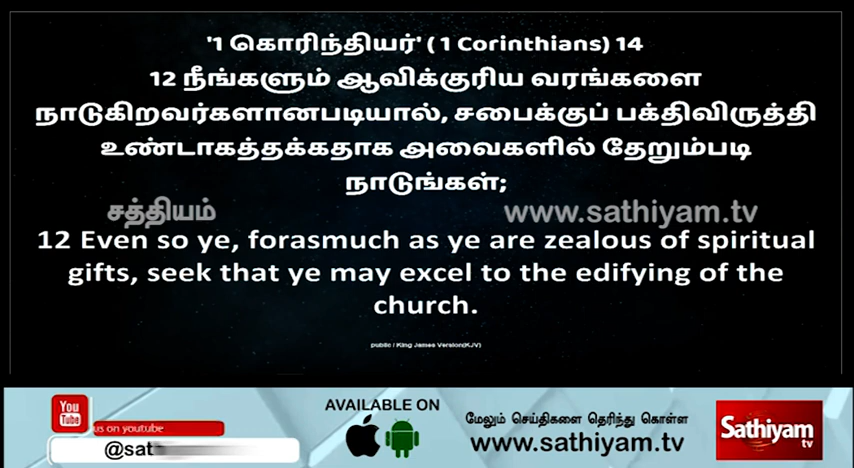 '1 கொரிந்தியர்' ( 1 Corinthians) 14
12 நீங்களும் ஆவிக்குரிய வரங்களை
நாடுகிறவர்களானபடியால், சபைக்குப் பக்திவிருத்தி
உண்டாகத்தக்கதாக அவைகளில் தேறும்படி
நாடுங்கள்;
சத்தியம் www.sathiyam.tv
12 Even so ye, forasmuch as ye are zealous of spiritual
gifts, seek that ye may excel to the edifying of the
church.
public / King James Version(KJV)
You
Tube
us on youtube
AVAILABLE ON
மேலும் செய்திகளை தெரிந்து கொள்ள
www.sathiyam.tv
Sathiyam
tv